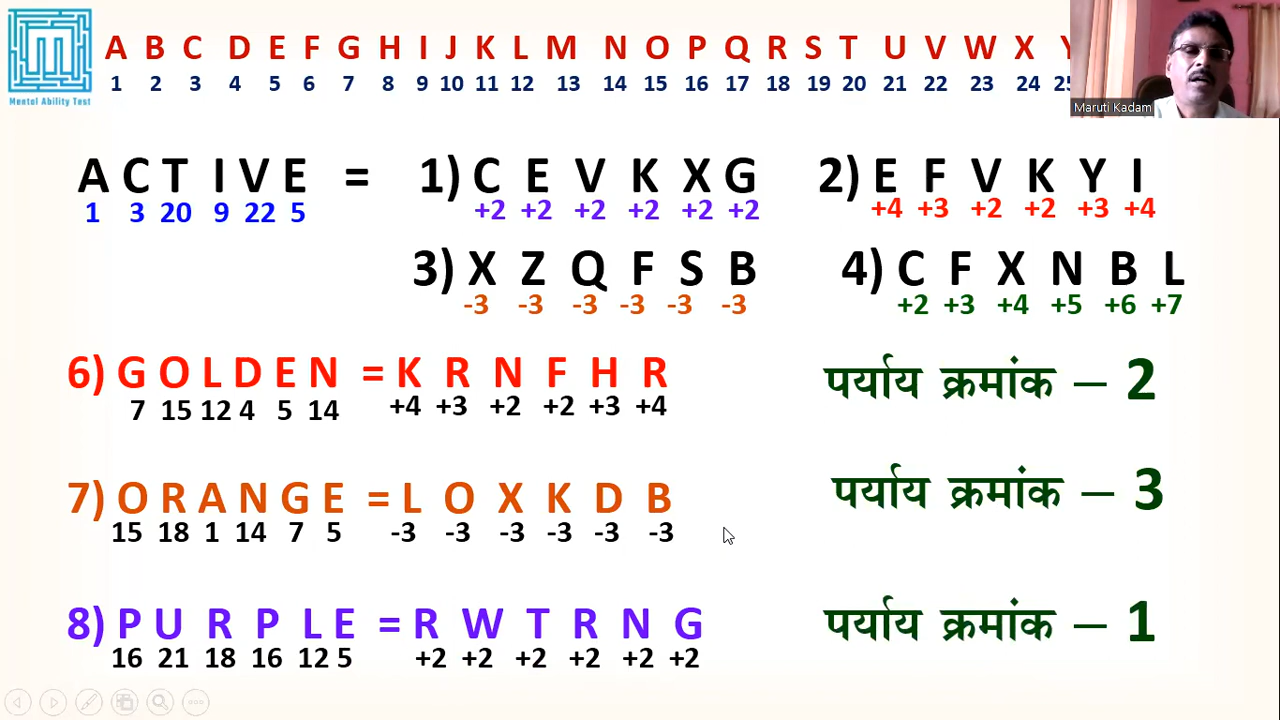 A B C D E F G H I J K L M N O P Q R S T U V W X Y
1 2 3 4 5 6 7 8 9 10 11 12 13 14 15 16 17 18 19 20 21 22 23 24 25
Mental Ability Test
Maruti Kadam
A C T I V E = 1) C E V K X G 2) E F V K Y I
1 3 20 9 22 5 +2 +2 +2 +2 +2 +2 +4 +3 +2 +2 +3 +4
3) X Z Q F S B 4) C F X N B L
-3 -3 -3 -3 -3 -3 +2 +3 +4 +5 +6 +7
6) G O L D E N = K R N F H R पर्याय क्रमांक – 2
7 15 12 4 5 14 +4 +3 +2 +2 +3 +4
7) O R A N G E = L O X K D B पर्याय क्रमांक – 3
15 18 1 14 7 5 -3 -3 -3 -3 -3 -3
8) P U R P L E = R W T R N G पर्याय क्रमांक – 1
16 21 18 16 12 5 +2 +2 +2 +2 +2 +2